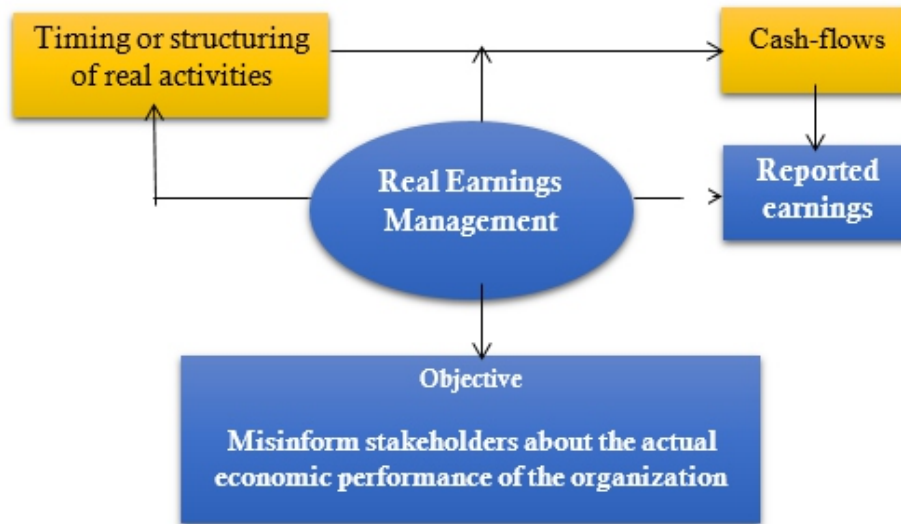 Timing or structuring
of real activities
Cash-flows
Real Earnings
Management
Reported
earnings
Objective
Misinform stakeholders about the actual
economic performance of the organization